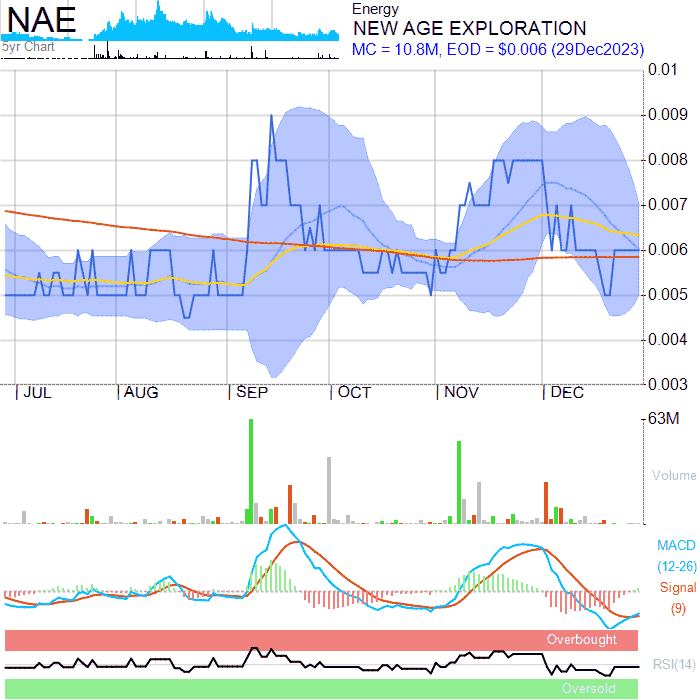 NAE
5yr Chart
Energy
NEW AGE EXPLORATION
MC = 10.8M, EOD = $0.006 (29Dec2023)
0.01
0.009
0.008
0.007
0.006
0.005
0.004
0.003
JUL AUG SEP OCT NOV DEC
63M
Volume
MACD
(12-26)
Signal
(9)
Overbought
RSI(14)
Oversold